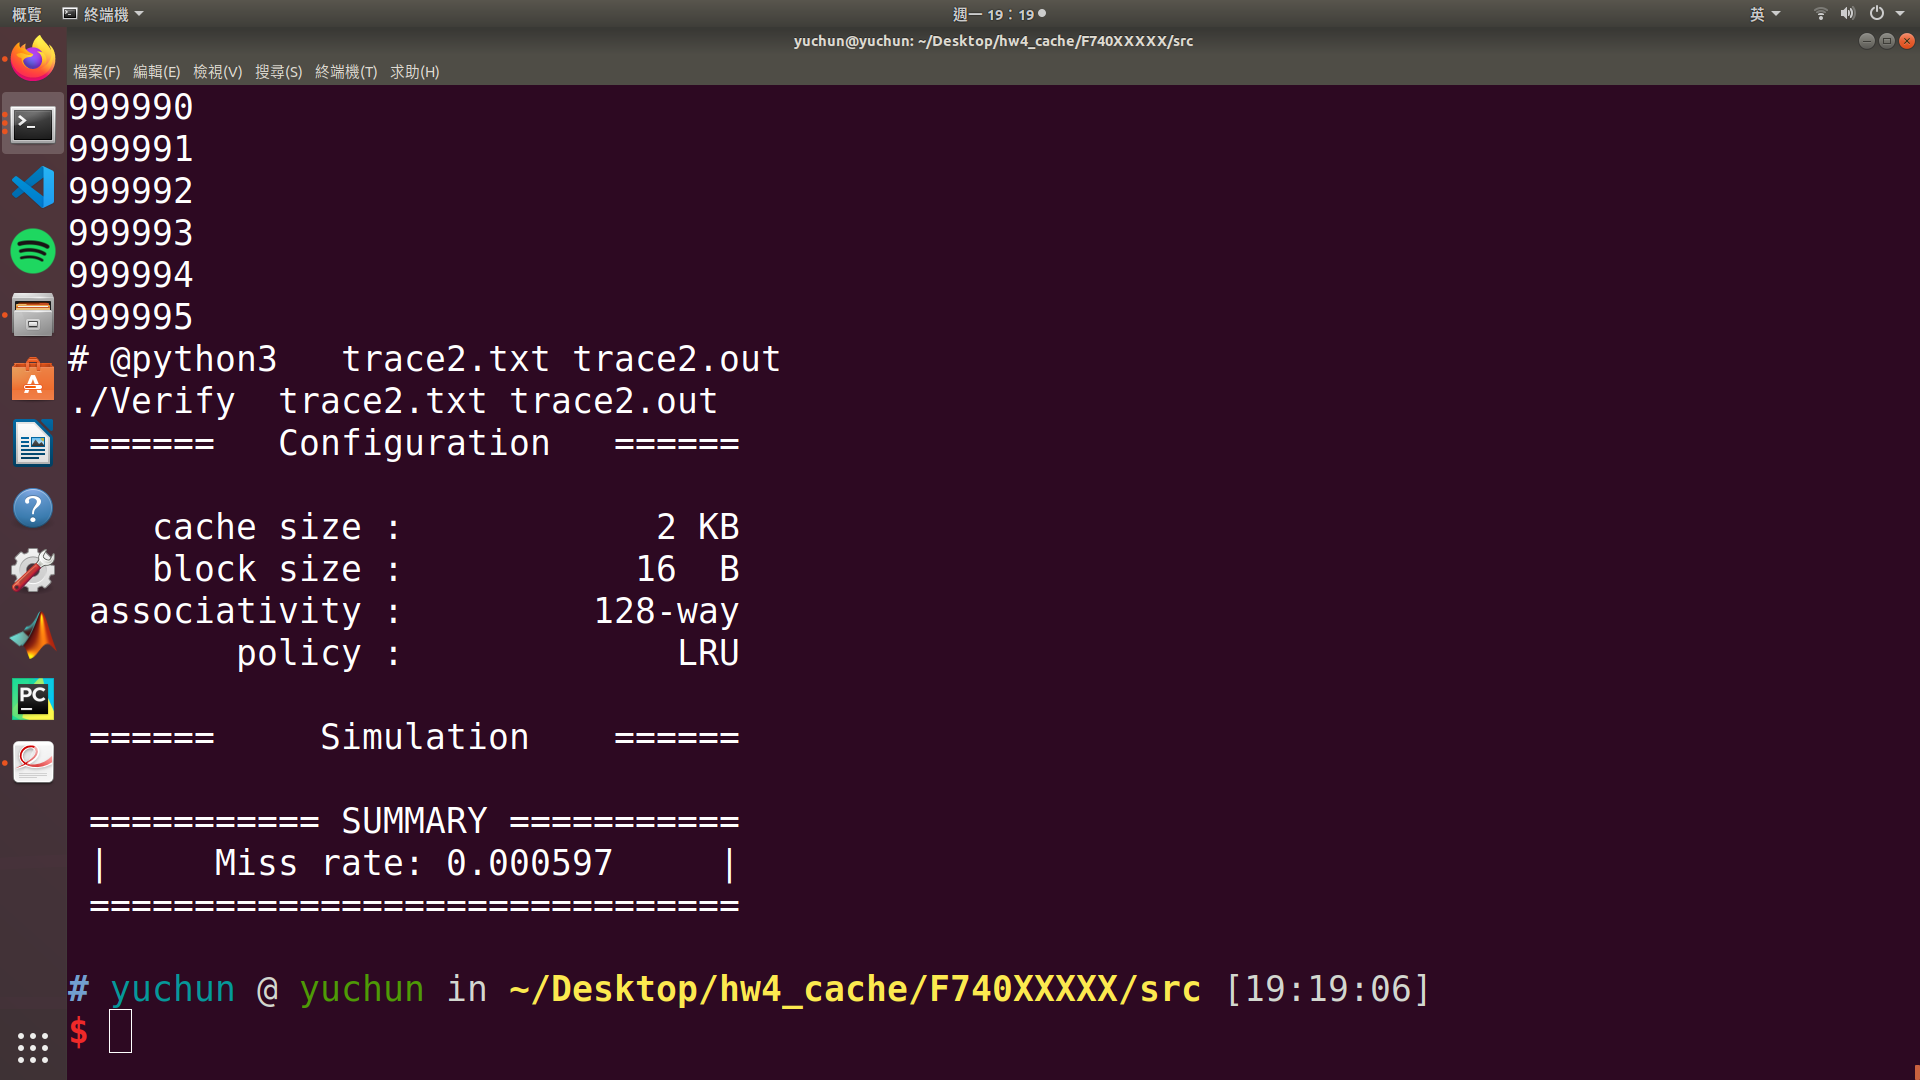 概覽 終端機 週一 19：19 英
yuchun@yuchun: ~/Desktop/hw4_cache/F740XXXXX/src
檔案(F) 編輯(E) 檢視(V) 搜尋(S) 終端機(T) 求助(H)
999990
999991
999992
999993
999994
999995
# @python3   trace2.txt trace2.out
./Verify  trace2.txt trace2.out
======   Configuration   ======
cache size :            2 KB
block size :           16  B
associativity :         128-way
policy :             LRU
======     Simulation    ======
=========== SUMMARY ===========
|     Miss rate: 0.000597     |
===============================
# yuchun @ yuchun in ~/Desktop/hw4_cache/F740XXXXX/src [19:19:06]
$
PC